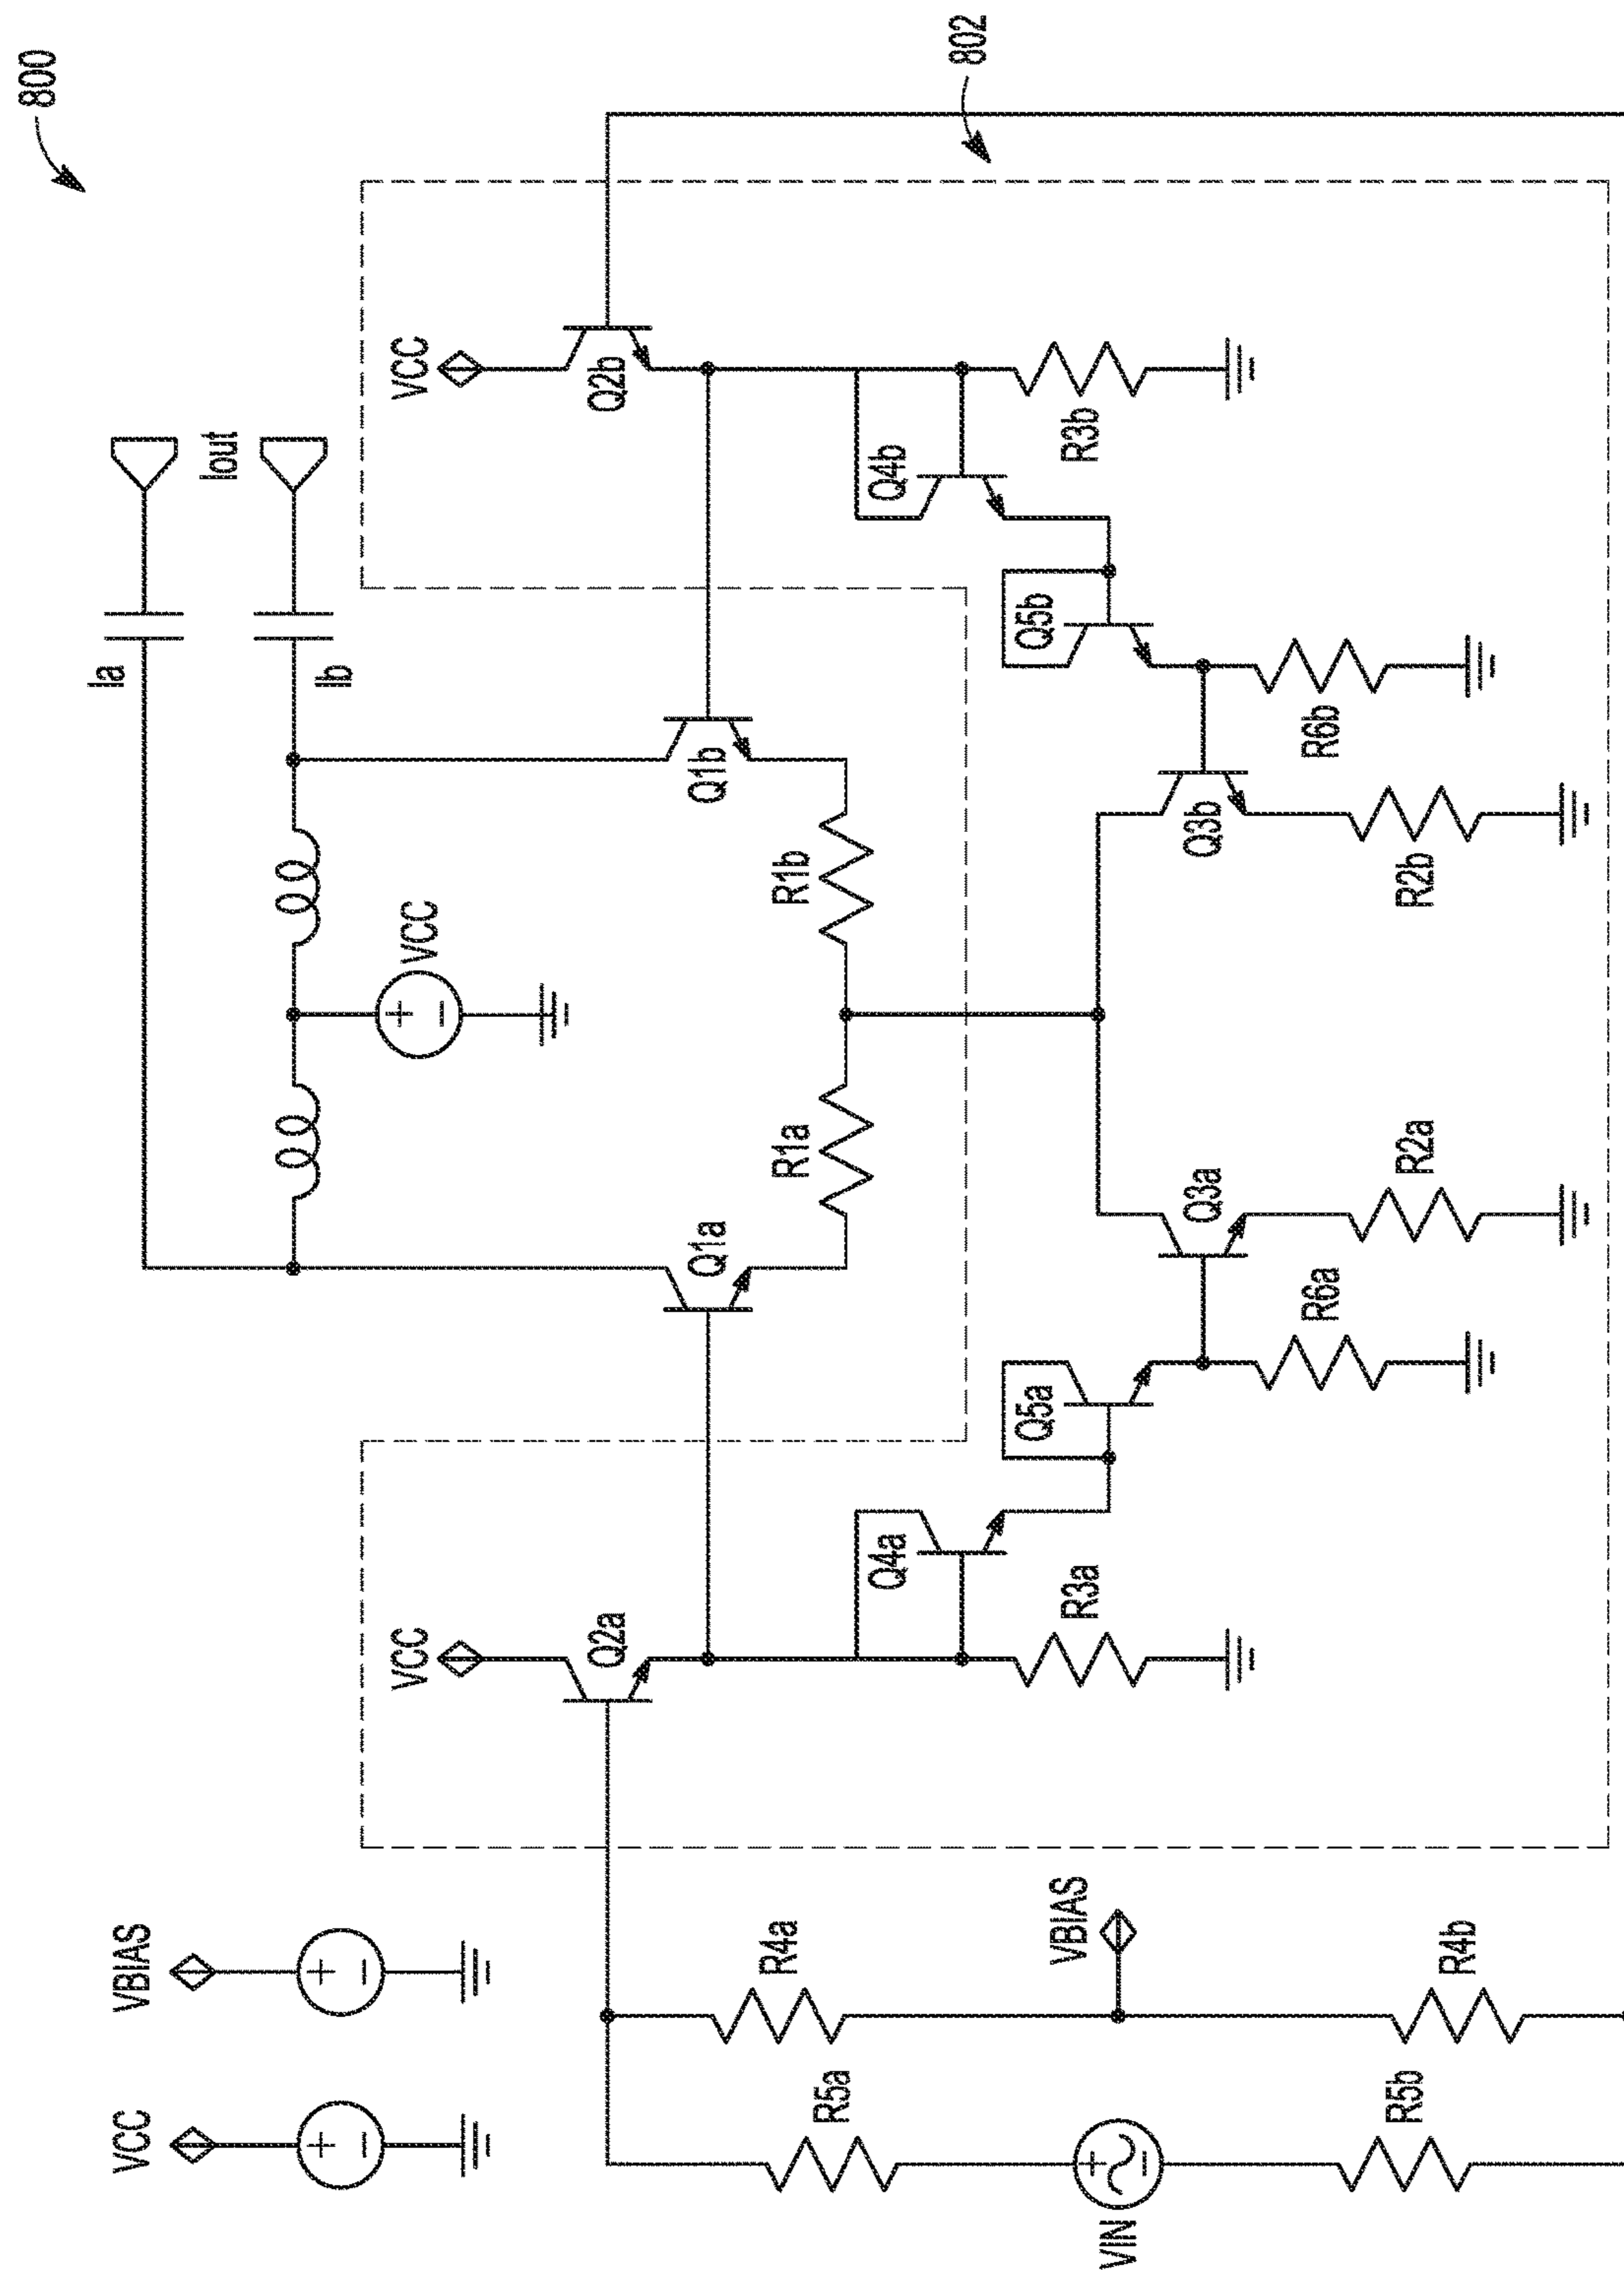 800
802
Ia
Iout
Ib
VCC
VCC
Q2b
Q1b
Q4b
R3b
Q5b
R6b
R1b
Q3b
R2b
R1a
Q1a
Q3a
R2a
R6a
Q5a
Q4a
R3a
VCC
Q2a
VBIAS
VCC
R4a
VBIAS
R4b
R5a
R5b
VIN